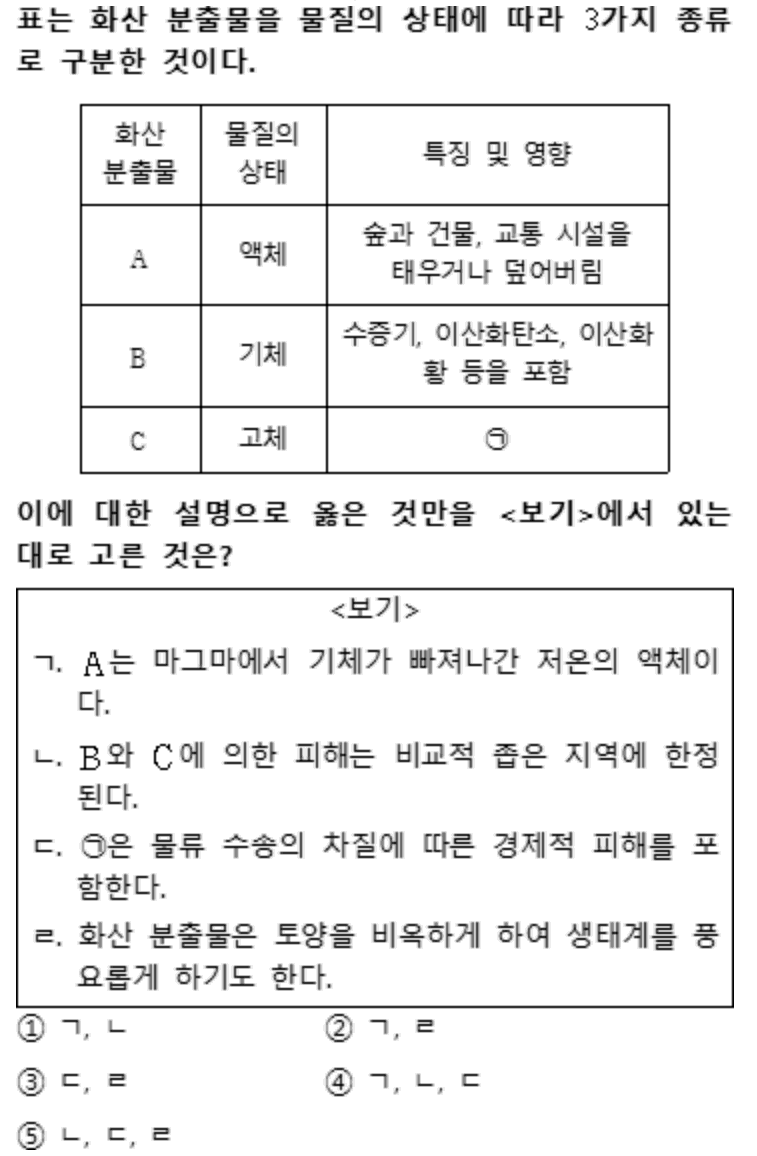 표는 화산 분출물을 물질의 상태에 따라 3가지 종류
로 구분한 것이다.
화산 분출물 물질의 상태 특징 및 영향
A 액체 숲과 건물, 교통 시설을 태우거나 덮어버림
B 기체 수증기, 이산화탄소, 이산화황 등을 포함
C 고체 ㉠
이에 대한 설명으로 옳은 것만을 <보기>에서 있는
대로 고른 것은?
<보기>
ㄱ. A는 마그마에서 기체가 빠져나간 저온의 액체이
다.
ㄴ. B와 C에 의한 피해는 비교적 좁은 지역에 한정
된다.
ㄷ. ㉠은 물류 수송의 차질에 따른 경제적 피해를 포
함한다.
ㄹ. 화산 분출물은 토양을 비옥하게 하여 생태계를 풍
요롭게 하기도 한다.
① ㄱ, ㄴ ② ㄱ, ㄹ
③ ㄷ, ㄹ ④ ㄱ, ㄴ, ㄷ
⑤ ㄴ, ㄷ, ㄹ